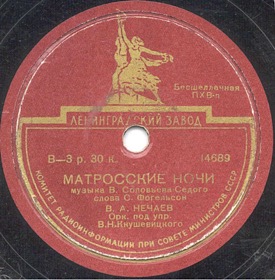 Бесшеллачная
ПХВ-п
ЛЕНИНГРАДСКИЙ ЗАВОД
В–3 р. 30 к.
14689
МАТРОССКИЕ НОЧИ
музыка В. Соловьева-Седого
слова С. Фогельсон
В. А. НЕЧАЕВ
Орк. под упр.
В.Н.Кнушевицкого
КОМИТЕТ РАДИОИНФОРМАЦИИ ПРИ СОВЕТЕ МИНИСТРОВ СССР